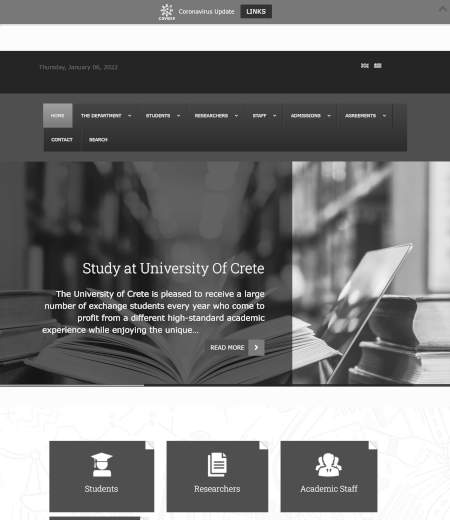 COVID19 Coronavirus Update LINKS
Thursday, January 06, 2022
HOME THE DEPARTMENT STUDENTS RESEARCHERS STAFF ADMISSIONS AGREEMENTS
CONTACT SEARCH
Study at University Of Crete
The University of Crete is pleased to receive a large
number of exchange students every year who come to
profit from a different high-standard academic
experience while enjoying the unique...
READ MORE
Students Researchers Academic Staff